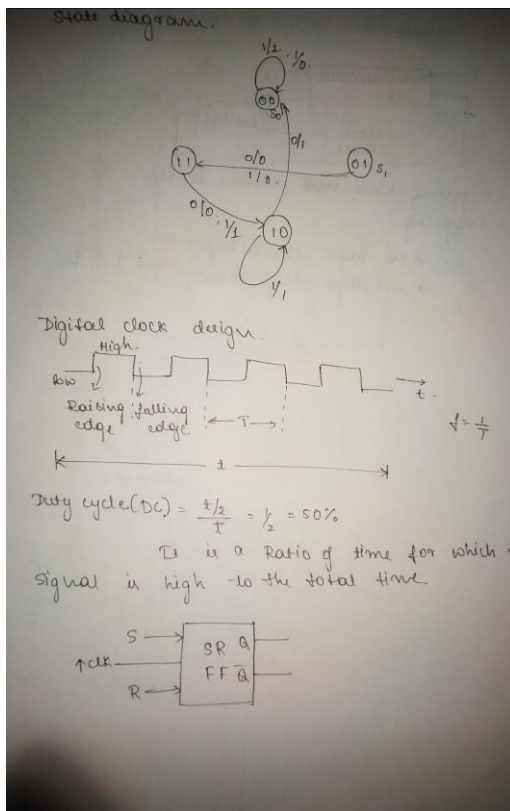 State diagram.
1/1, 1/0.
00
S0
0/1
11
0/0
1/0.
01 S1
0/0, 1/1
10
1/1
Digital clock design.
High.
low
t.
Raising falling
edge edge
T
f = 1/T
t
Duty cycle (DC) = t/2 / t = 1/2 = 50%
It is a Ratio of time for which
signal is high to the total time
S SR Q
↑clk
R FF Q̅